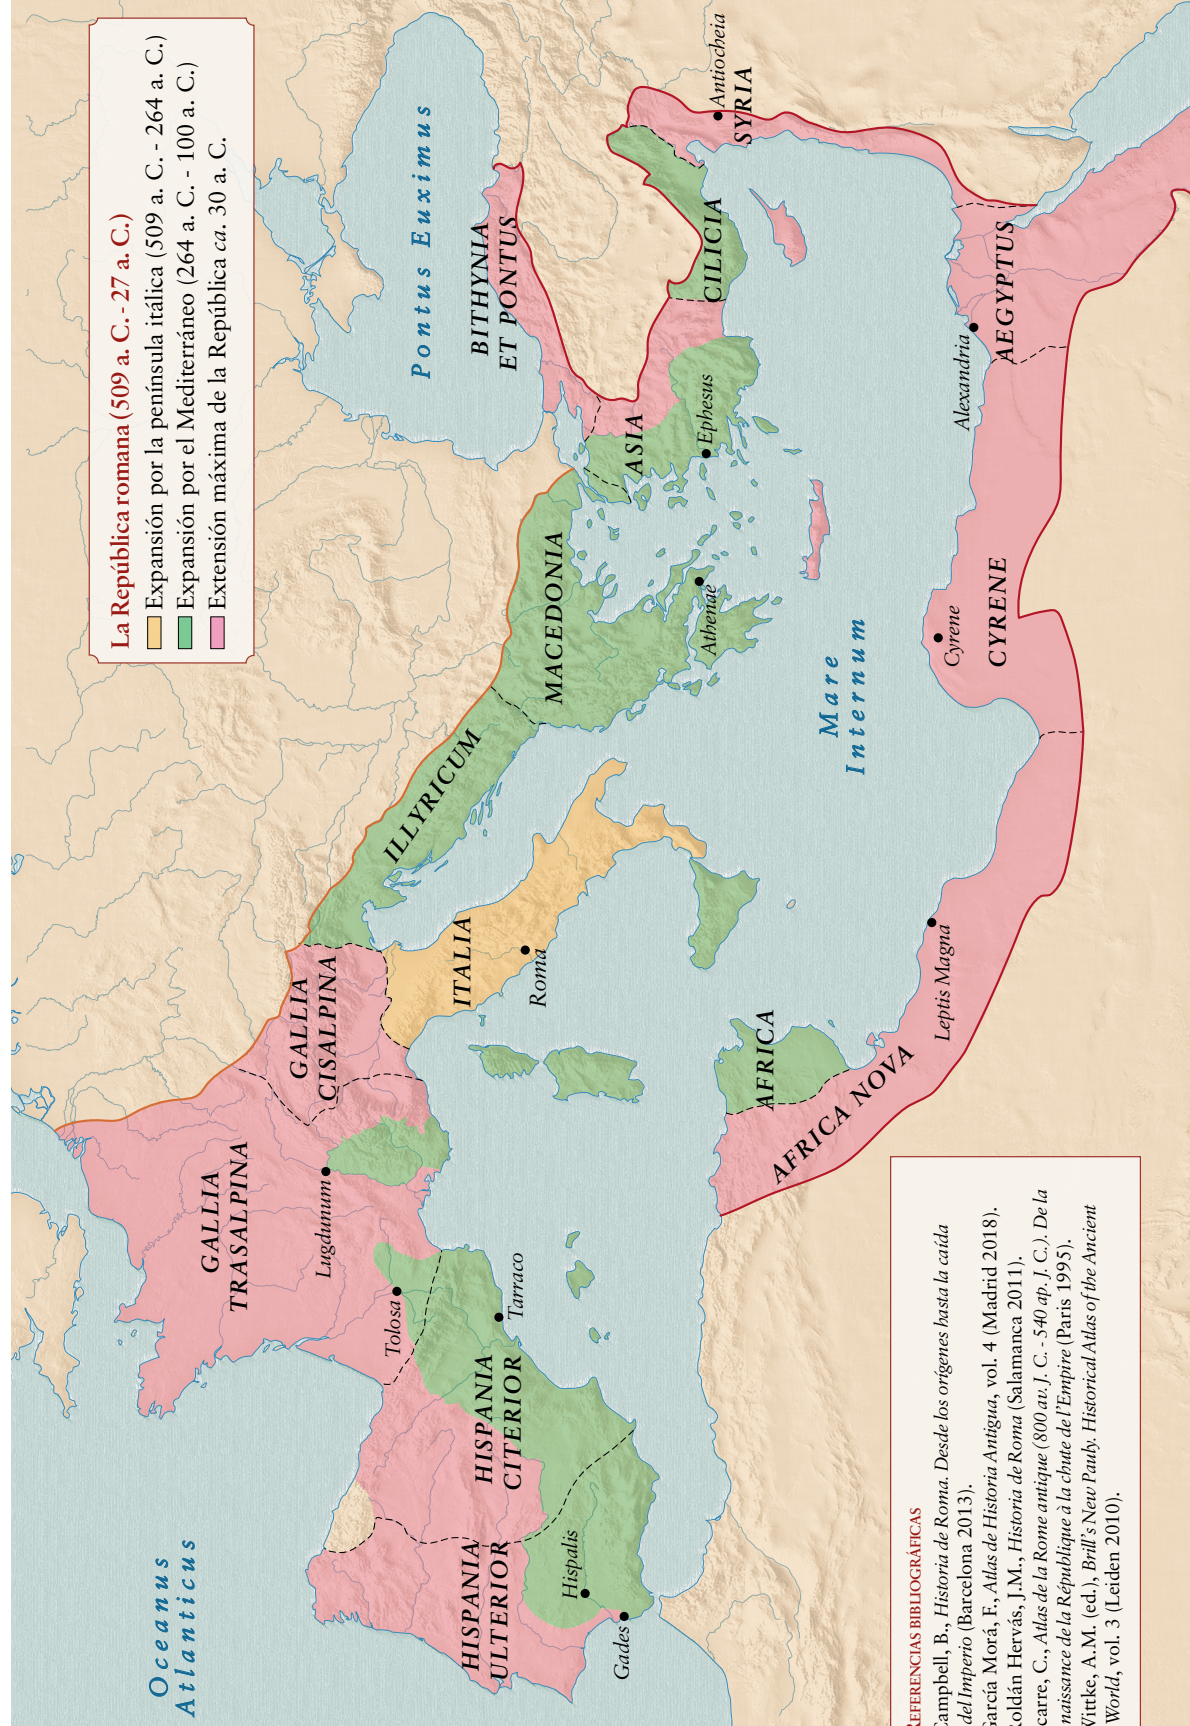 La República romana (509 a. C. - 27 a. C.)
Expansión por la península itálica (509 a. C. - 264 a. C.)
Expansión por el Mediterráneo (264 a. C. - 100 a. C.)
Extensión máxima de la República ca. 30 a. C.
Oceanus
Atlanticus
GALLIA
TRASALPINA
Lugdunum
Tolosa
GALLIA
CISALPINA
ILLYRICUM
ITALIA
Roma
MACEDONIA
Athenae
Pontus Euximus
BITHYNIA
ET PONTUS
ASIA
Ephesus
CILICIA
Antiocheia
SYRIA
HISPANIA
CITERIOR
Tarraco
HISPANIA
ULTERIOR
Hispalis
Gades
Mare
Internum
AFRICA
AFRICA NOVA
Leptis Magna
Cyrene
CYRENE
Alexandria
AEGYPTUS
REFERENCIAS BIBLIOGRÁFICAS
Campbell, B., Historia de Roma. Desde los orígenes hasta la caída
del Imperio (Barcelona 2013).
García Morá, F., Atlas de Historia Antigua, vol. 4 (Madrid 2018).
Roldán Hervás, J.M., Historia de Roma (Salamanca 2011).
carre, C., Atlas de la Rome antique (800 av. J. C. - 540 ap. J. C.). De la
naissance de la République à la chute de l'Empire (Paris 1995).
Wittke, A.M. (ed.), Brill's New Pauly. Historical Atlas of the Ancient
World, vol. 3 (Leiden 2010).